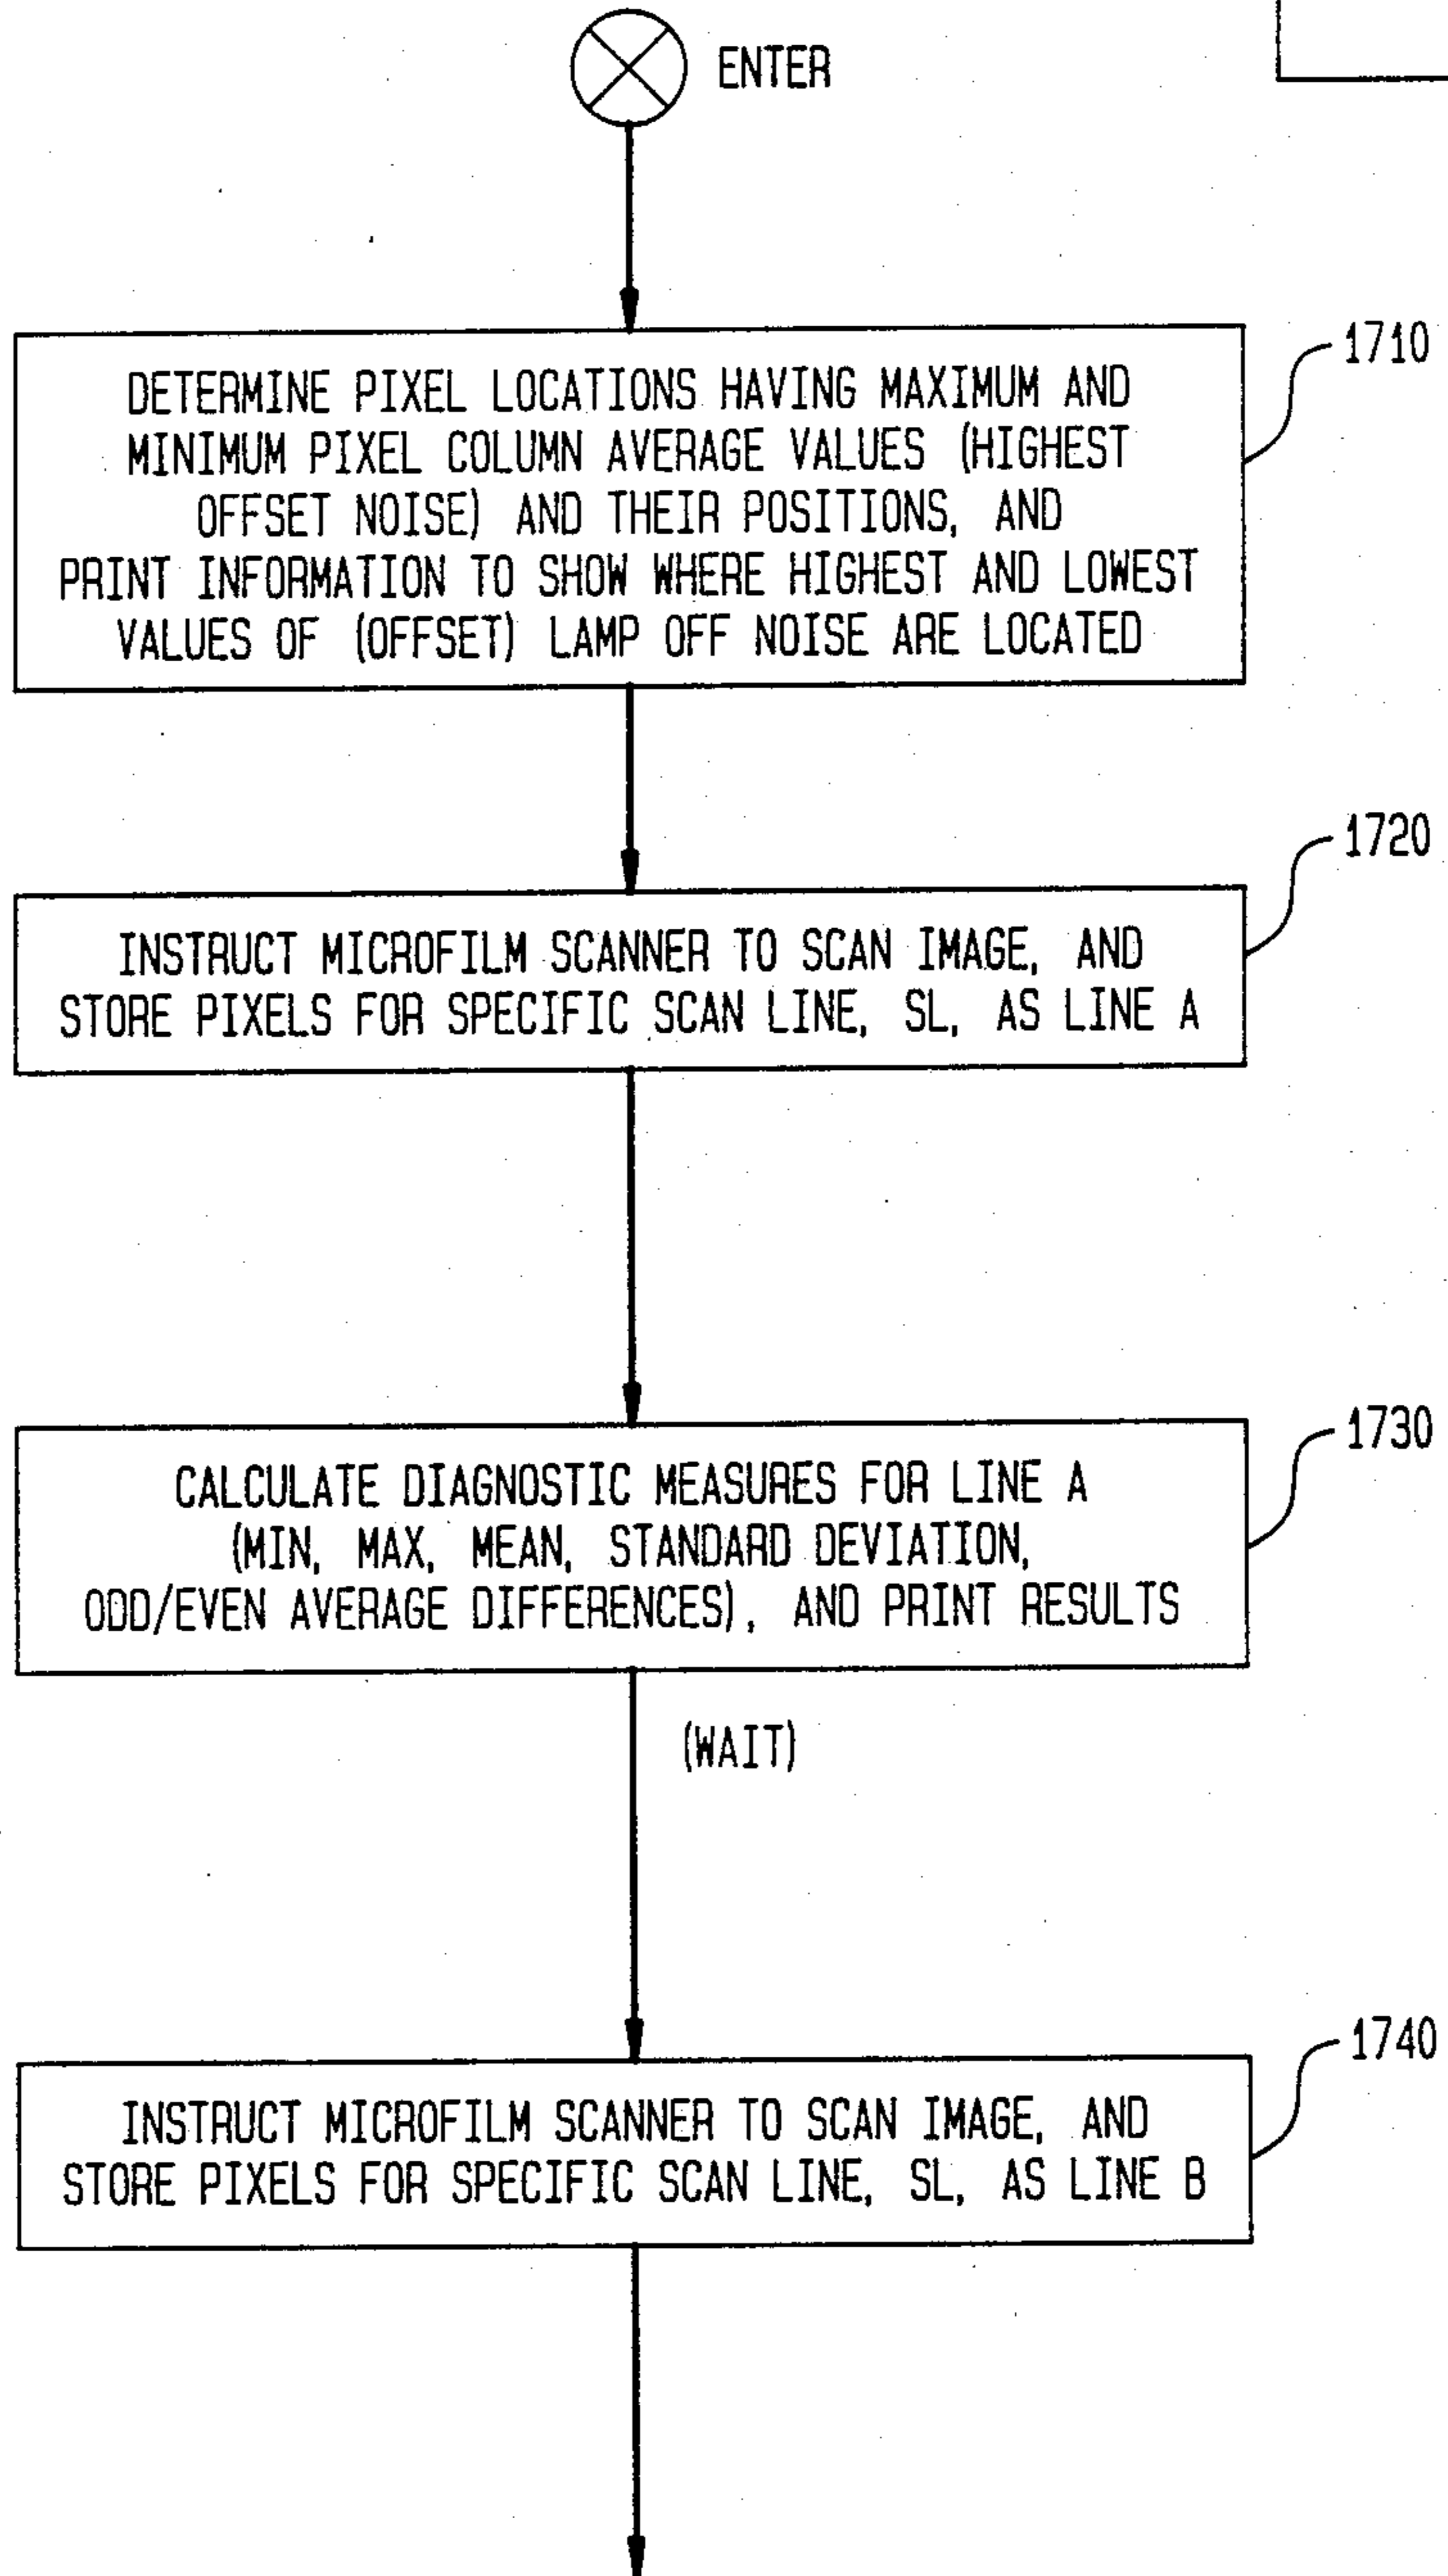 ENTER
DETERMINE PIXEL LOCATIONS HAVING MAXIMUM AND
MINIMUM PIXEL COLUMN AVERAGE VALUES (HIGHEST
OFFSET NOISE) AND THEIR POSITIONS, AND
PRINT INFORMATION TO SHOW WHERE HIGHEST AND LOWEST
VALUES OF (OFFSET) LAMP OFF NOISE ARE LOCATED
1710
INSTRUCT MICROFILM SCANNER TO SCAN IMAGE, AND
STORE PIXELS FOR SPECIFIC SCAN LINE, SL, AS LINE A
1720
CALCULATE DIAGNOSTIC MEASURES FOR LINE A
(MIN, MAX, MEAN, STANDARD DEVIATION,
ODD/EVEN AVERAGE DIFFERENCES), AND PRINT RESULTS
1730
(WAIT)
INSTRUCT MICROFILM SCANNER TO SCAN IMAGE, AND
STORE PIXELS FOR SPECIFIC SCAN LINE, SL, AS LINE B
1740